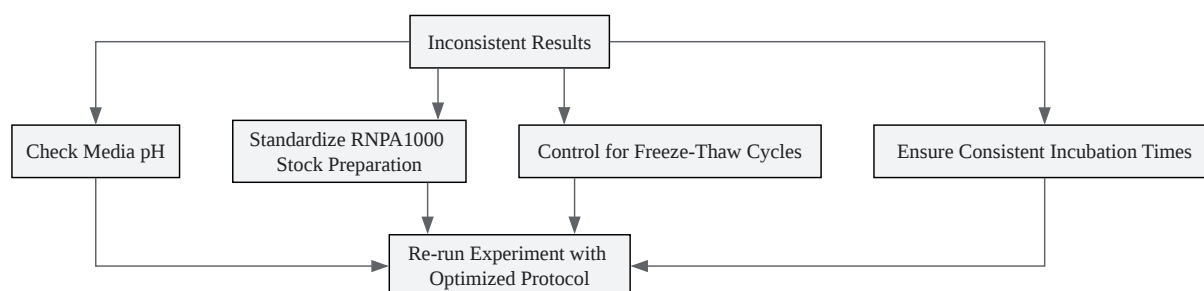 Inconsistent Results
Check Media pH
Standardize RNPA1000
Stock Preparation
Control for Freeze-Thaw Cycles
Ensure Consistent Incubation Times
Re-run Experiment with
Optimized Protocol